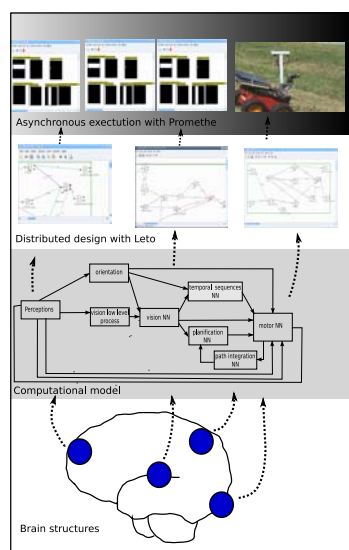 Asynchronous exectution with Promethe
Distributed design with Leto
orientation
temporal sequences
NN
Perceptions
vision low level
process
vision NN
planification
NN
motor NN
path integration
NN
Computational model
Brain structures